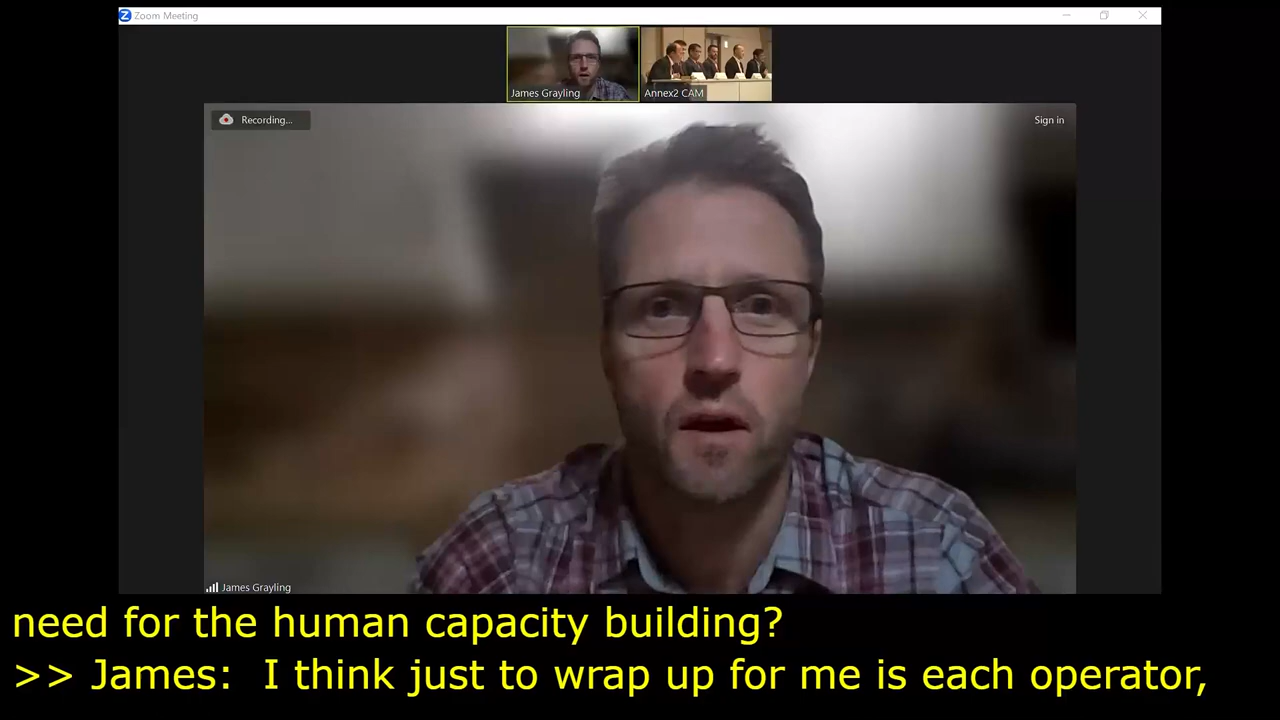 Zoom Meeting
James Grayling
Annex2 CAM
Recording...
Sign in
James Grayling
need for the human capacity building?
>> James:  I think just to wrap up for me is each operator,